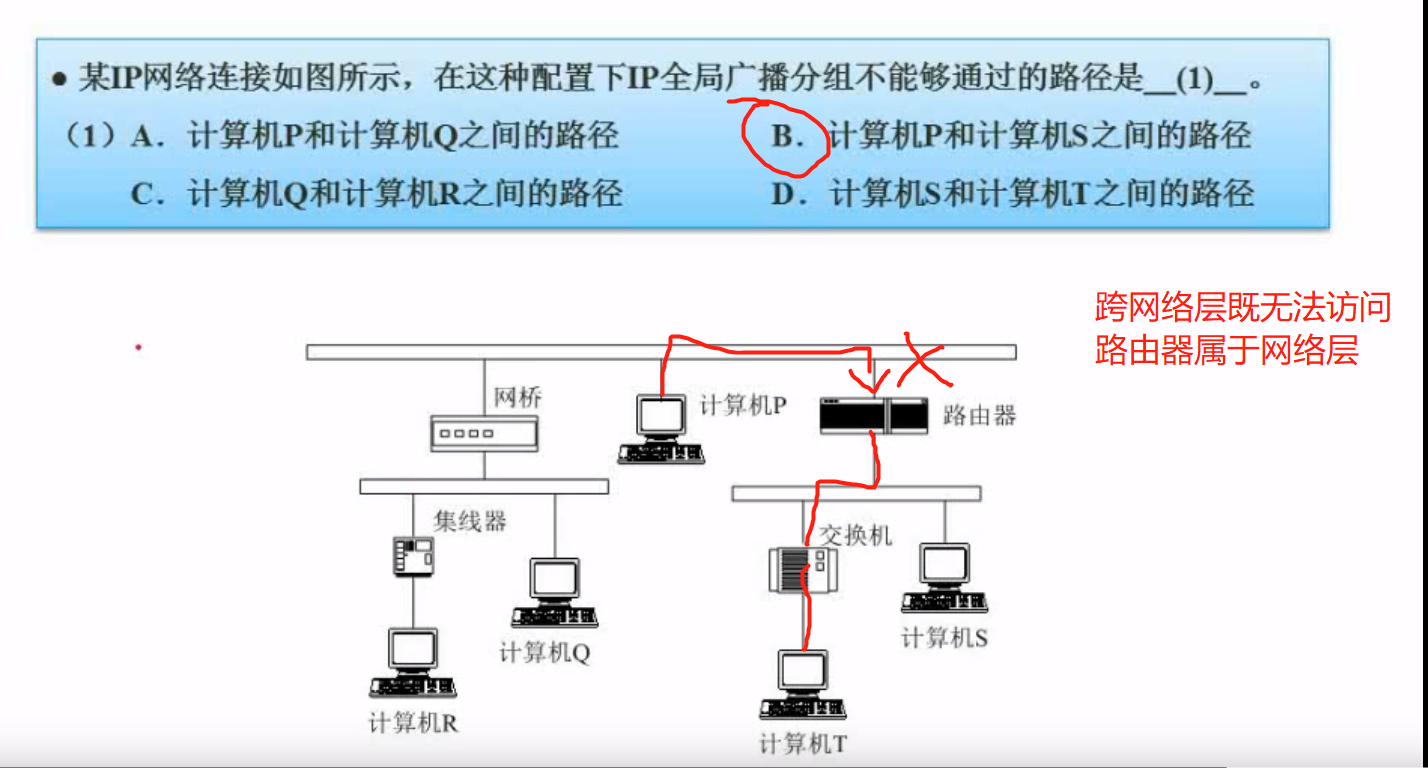 ● 某IP网络连接如图所示，在这种配置下IP全局广播分组不能够通过的路径是__(1)__。
（1）A．计算机P和计算机Q之间的路径 B．计算机P和计算机S之间的路径
C．计算机Q和计算机R之间的路径 D．计算机S和计算机T之间的路径
跨网络层既无法访问
路由器属于网络层
网桥
计算机P
路由器
集线器
交换机
计算机Q
计算机S
计算机R
计算机T